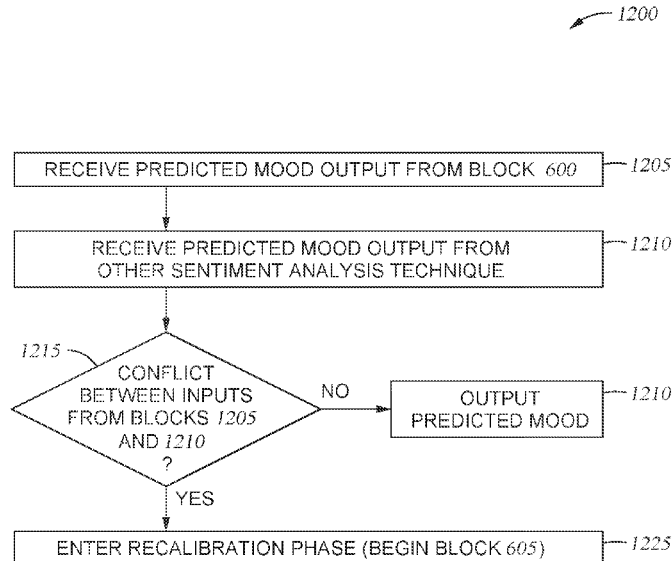 1200
RECEIVE PREDICTED MOOD OUTPUT FROM BLOCK 600
1205
RECEIVE PREDICTED MOOD OUTPUT FROM
OTHER SENTIMENT ANALYSIS TECHNIQUE
1210
1215
CONFLICT
BETWEEN INPUTS
FROM BLOCKS 1205
AND 1210
?
NO
OUTPUT
PREDICTED MOOD
1210
YES
ENTER RECALIBRATION PHASE (BEGIN BLOCK 605)
1225